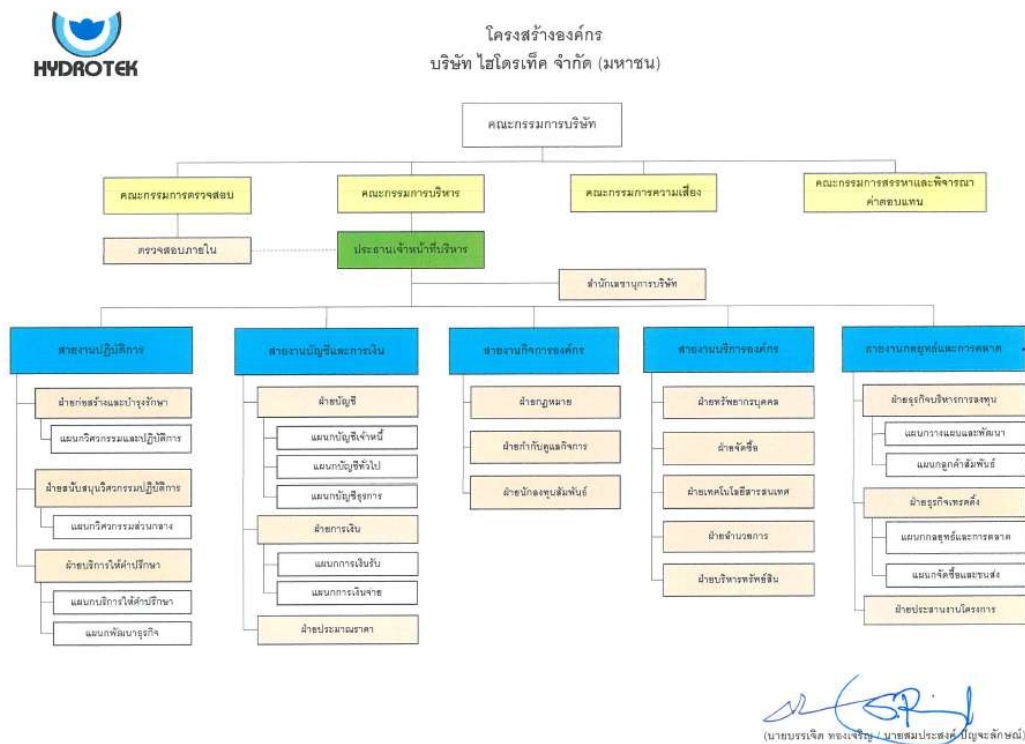 HYDROTEK
โครงสร้างองค์กร
บริษัท ไฮโดรเท็ค จำกัด (มหาชน)
คณะกรรมการบริษัท
คณะกรรมการตรวจสอบ
คณะกรรมการบริหาร
คณะกรรมการความเสี่ยง
คณะกรรมการสรรหาและพิจารณา
ค่าตอบแทน
ตรวจสอบภายใน
ประธานเจ้าหน้าที่บริหาร
สำนักเลขานุการบริษัท
สายงานปฏิบัติการ
ฝ่ายก่อสร้างและบำรุงรักษา
แผนกวิศวกรรมและปฏิบัติการ
ฝ่ายสนับสนุนวิศวกรรมปฏิบัติการ
แผนกวิศวกรรมส่วนกลาง
ฝ่ายบริการให้คำปรึกษา
แผนกบริการให้คำปรึกษา
แผนกพัฒนาธุรกิจ
สายงานบัญชีและการเงิน
ฝ่ายบัญชี
แผนกบัญชีเจ้าหนี้
แผนกบัญชีทั่วไป
แผนกบัญชีธุรการ
ฝ่ายการเงิน
แผนกการเงินรับ
แผนกการเงินจ่าย
ฝ่ายประมาณราคา
สายงานกิจการองค์กร
ฝ่ายกฎหมาย
ฝ่ายกำกับดูแลกิจการ
ฝ่ายนักลงทุนสัมพันธ์
สายงานบริการองค์กร
ฝ่ายทรัพยากรบุคคล
ฝ่ายจัดซื้อ
ฝ่ายเทคโนโลยีสารสนเทศ
ฝ่ายอำนวยการ
ฝ่ายบริหารทรัพย์สิน
สายงานกลยุทธ์และการตลาด
ฝ่ายธุรกิจบริหารการลงทุน
แผนกวางแผนและพัฒนา
แผนกลูกค้าสัมพันธ์
ฝ่ายธุรกิจเทรดดิ้ง
แผนกกลยุทธ์และการตลาด
แผนกจัดซื้อและขนส่ง
ฝ่ายประสานงานโครงการ
(นายบรรเจิด ทองเจริญ / นายสมประสงค์ ปัญจะลักษณ์)